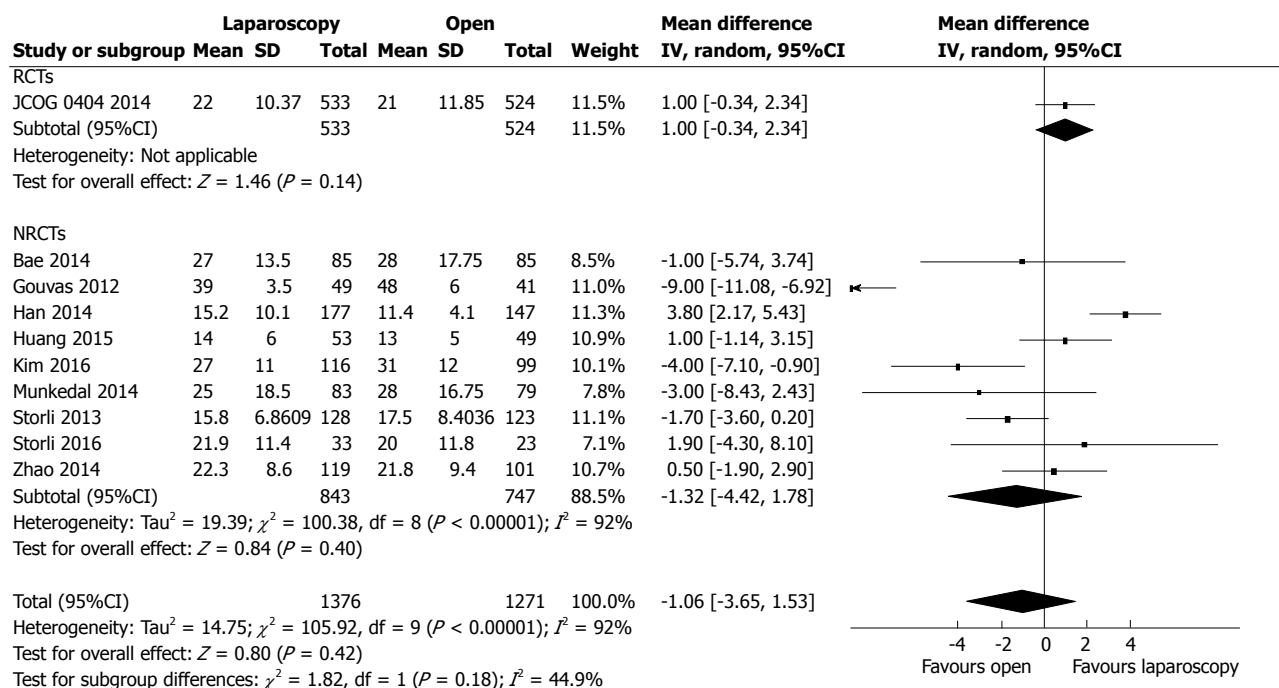 Laparoscopy Open Mean difference Mean difference
Study or subgroup Mean SD Total Mean SD Total Weight IV, random, 95%CI IV, random, 95%CI
RCTs
JCOG 0404 2014 22 10.37 533 21 11.85 524 11.5% 1.00 [-0.34, 2.34]
Subtotal (95%CI) 533 524 11.5% 1.00 [-0.34, 2.34]
Heterogeneity: Not applicable
Test for overall effect: Z = 1.46 (P = 0.14)
NRCTs
Bae 2014 27 13.5 85 28 17.75 85 8.5% -1.00 [-5.74, 3.74]
Gouvas 2012 39 3.5 49 48 6 41 11.0% -9.00 [-11.08, -6.92]
Han 2014 15.2 10.1 177 11.4 4.1 147 11.3% 3.80 [2.17, 5.43]
Huang 2015 14 6 53 13 5 49 10.9% 1.00 [-1.14, 3.15]
Kim 2016 27 11 116 31 12 99 10.1% -4.00 [-7.10, -0.90]
Munkedal 2014 25 18.5 83 28 16.75 79 7.8% -3.00 [-8.43, 2.43]
Storli 2013 15.8 6.8609 128 17.5 8.4036 123 11.1% -1.70 [-3.60, 0.20]
Storli 2016 21.9 11.4 33 20 11.8 23 7.1% 1.90 [-4.30, 8.10]
Zhao 2014 22.3 8.6 119 21.8 9.4 101 10.7% 0.50 [-1.90, 2.90]
Subtotal (95%CI) 843 747 88.5% -1.32 [-4.42, 1.78]
Heterogeneity: Tau² = 19.39; χ² = 100.38, df = 8 (P < 0.00001); I² = 92%
Test for overall effect: Z = 0.84 (P = 0.40)
Total (95%CI) 1376 1271 100.0% -1.06 [-3.65, 1.53]
Heterogeneity: Tau² = 14.75; χ² = 105.92, df = 9 (P < 0.00001); I² = 92%
Test for overall effect: Z = 0.80 (P = 0.42)
Test for subgroup differences: χ² = 1.82, df = 1 (P = 0.18); I² = 44.9%
-4 -2 0 2 4
Favours open Favours laparoscopy